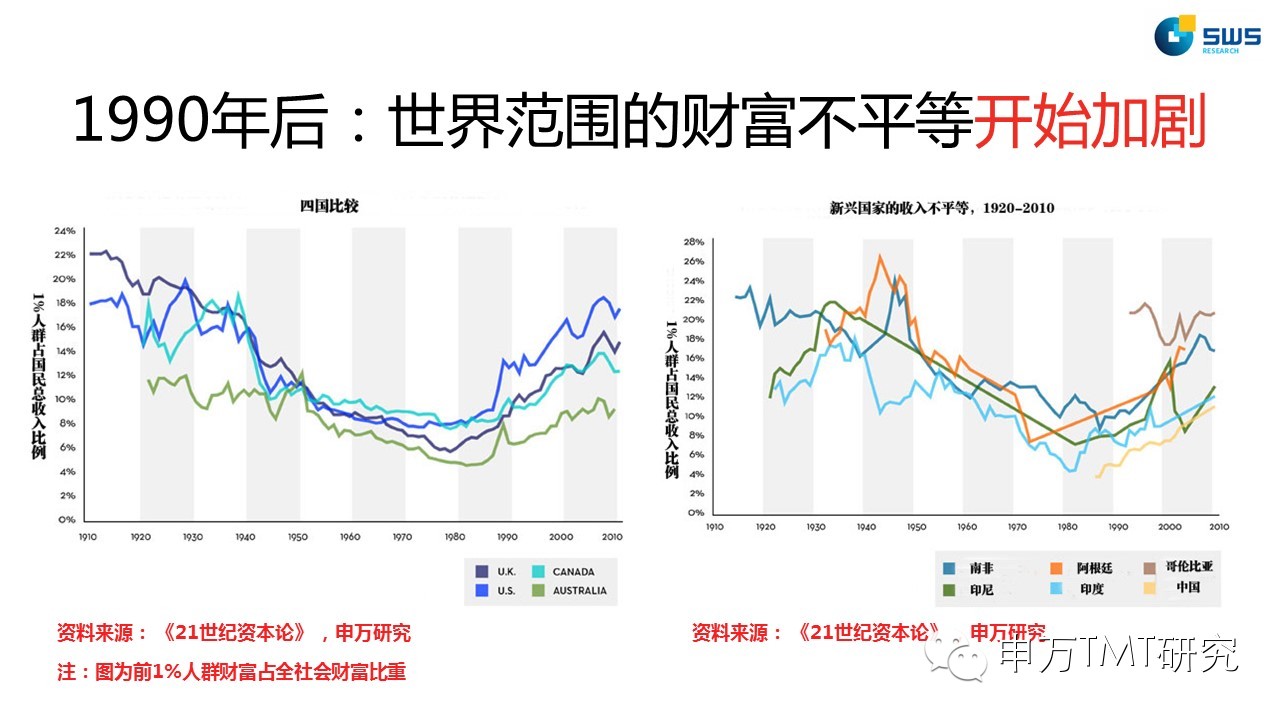 SWS
RESEARCH
1990年后：世界范围的财富不平等开始加剧
四国比较
1%人群占国民总收入比例
24%
22%
20%
18%
16%
14%
12%
10%
8%
6%
4%
2%
0%
1910 1920 1930 1940 1950 1960 1970 1980 1990 2000 2010
U.K. CANADA
U.S. AUSTRALIA
资料来源：《21世纪资本论》，申万研究
注：图为前1%人群财富占全社会财富比重
新兴国家的收入不平等，1920-2010
1%人群占国民总收入比例
28%
26%
24%
22%
20%
18%
16%
14%
12%
10%
8%
6%
4%
2%
0%
1910 1920 1930 1940 1950 1960 1970 1980 1990 2000 2010
南非 阿根廷 哥伦比亚
印尼 印度 中国
资料来源：《21世纪资本论》，申万研究
申万TMT研究